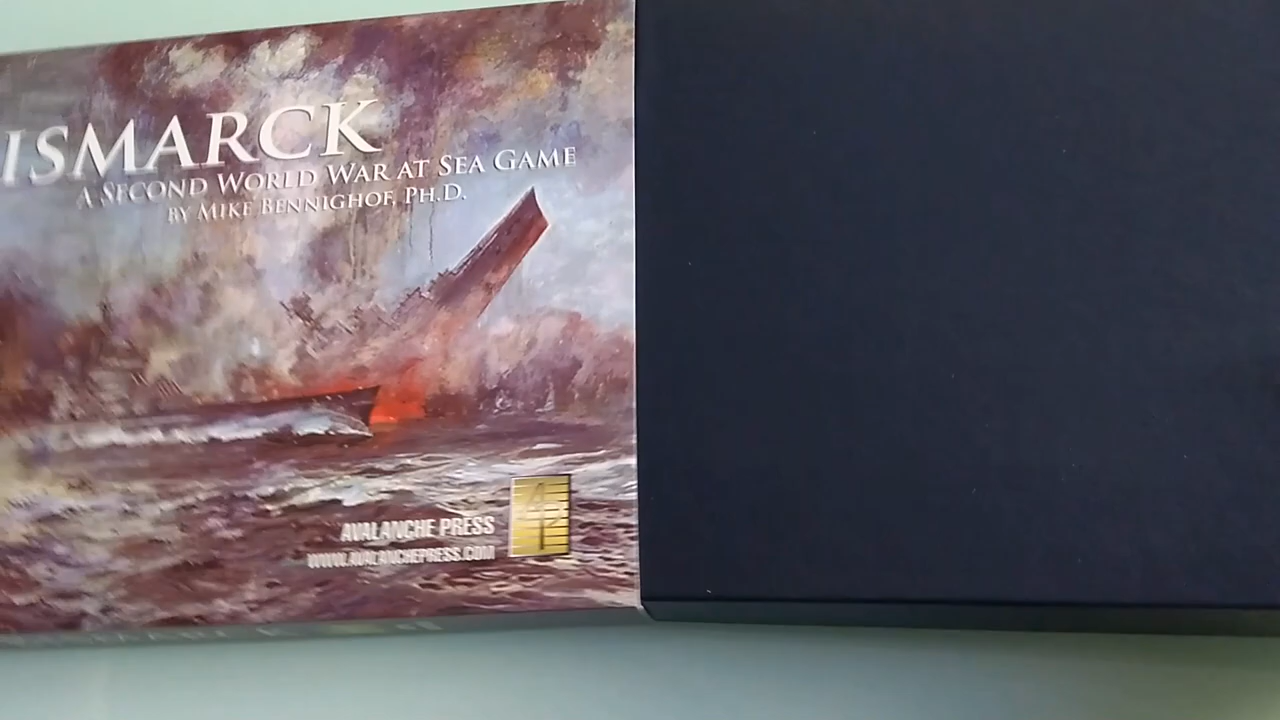 ISMARCK
A SECOND WORLD WAR AT SEA GAME
BY MIKE BENNIGHOF, PH.D.
AVALANCHE PRESS
WWW.AVALANCHEPRESS.COM